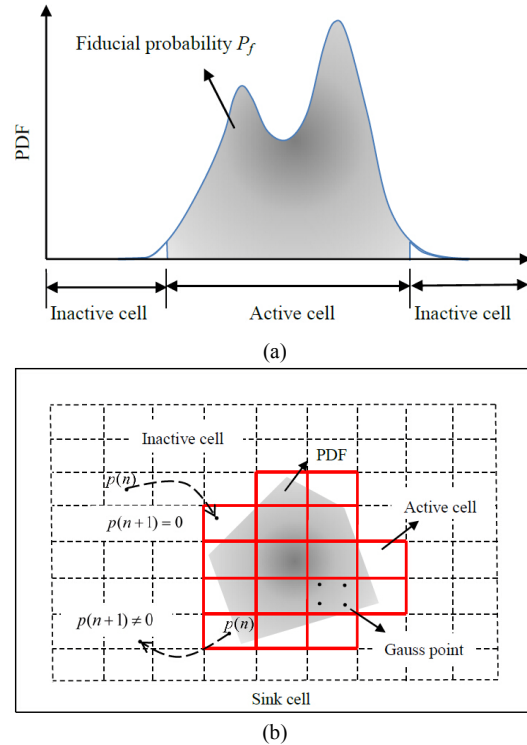 Fiducial probability P_f
PDF
Inactive cell
Active cell
Inactive cell
(a)
Inactive cell
PDF
p(n)
Active cell
p(n+1)=0
p(n+1)≠0
p(n)
Gauss point
Sink cell
(b)